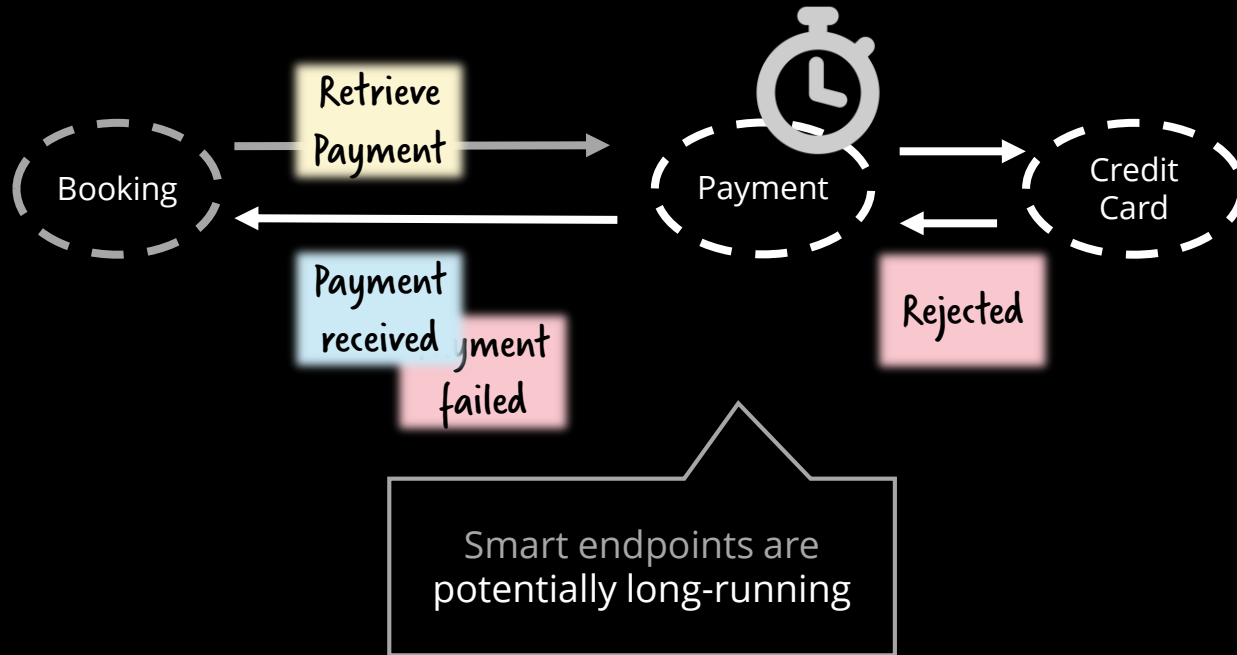 Retrieve
Payment
Booking
Payment
Credit
Card
Payment
received
yment
failed
Rejected
Smart endpoints are
potentially long-running